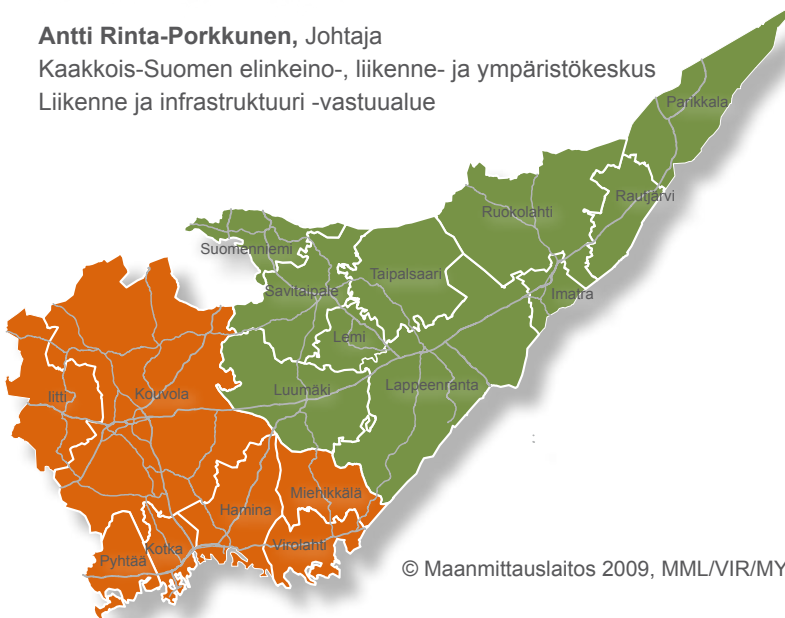 Antti Rinta-Porkkunen, Johtaja
Kaakkois-Suomen elinkeino-, liikenne- ja ympäristökeskus
Liikenne ja infrastruktuuri -vastuualue
Parikkala
Rautjärvi
Ruokolahti
Suomenniemi
Taipalsaari
Savitaipale
Imatra
Lemi
Iitti
Kouvola
Luumäki
Lappeenranta
Miehikkälä
Hamina
Virolahti
Kotka
Pyhtää
© Maanmittauslaitos 2009, MML/VIR/MY